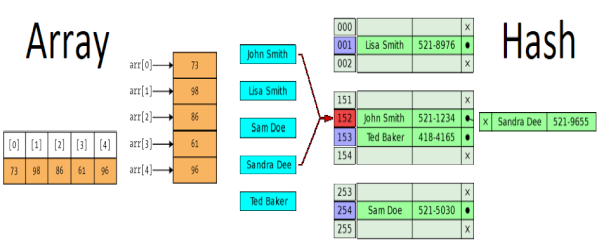 Array
[0] [1] [2] [3] [4]
73 98 86 61 96
arr[0] 73
arr[1] 98
arr[2] 86
arr[3] 61
arr[4] 96
John Smith
Lisa Smith
Sam Doe
Sandra Dee
Ted Baker
Hash
000 x
001 Lisa Smith 521-8976
002 x
151 x
152 John Smith 521-1234
153 Ted Baker 418-4165
154 x
x Sandra Dee 521-9655
253 x
254 Sam Doe 521-5030
255 x